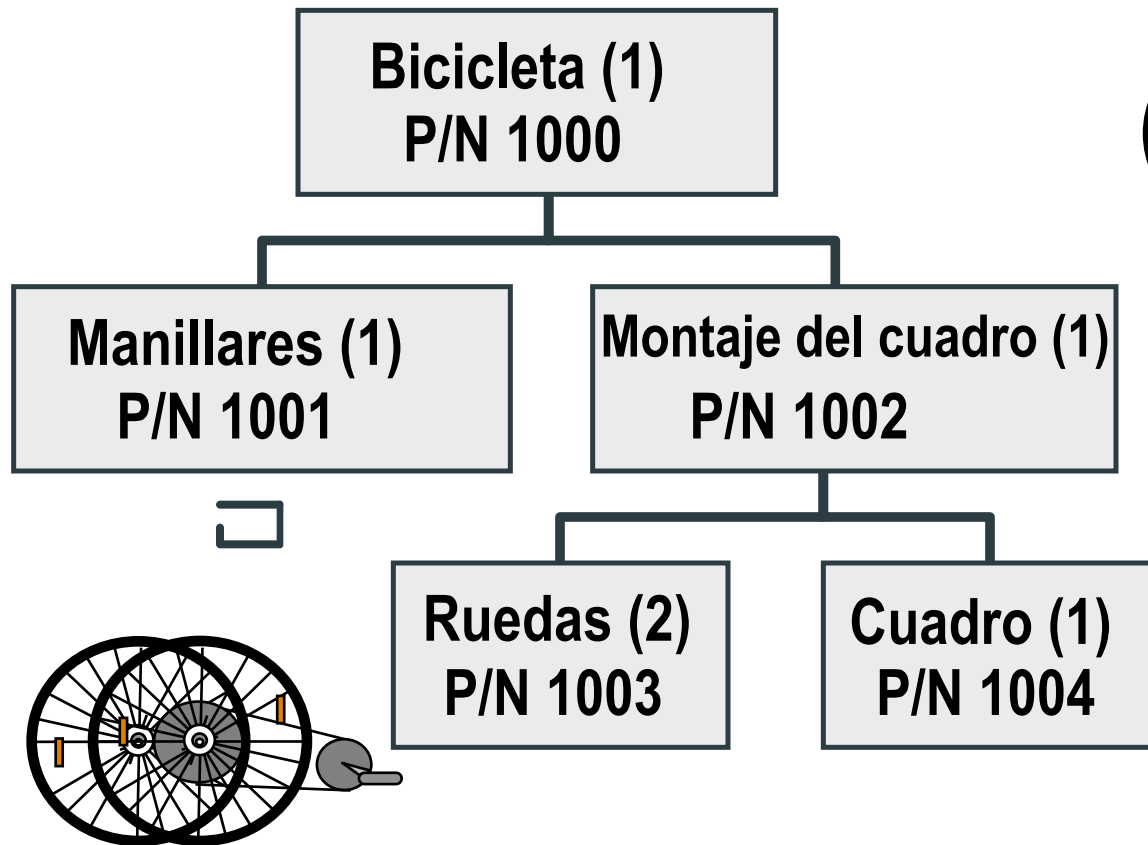 Bicicleta (1)
P/N 1000
Manillares (1)
P/N 1001
Montaje del cuadro (1)
P/N 1002
Ruedas (2)
P/N 1003
Cuadro (1)
P/N 1004